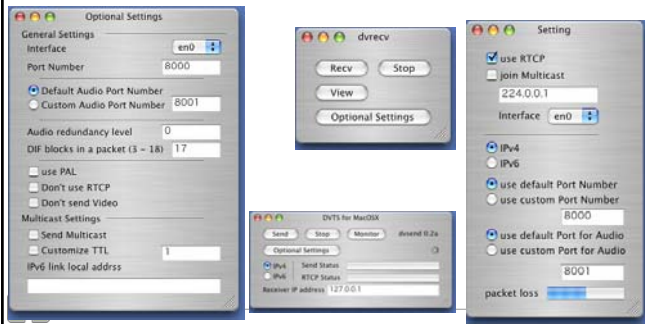 Optional Settings
General Settings
Interface en0
Port Number 8000
Default Audio Port Number
Custom Audio Port Number 8001
Audio redundancy level 0
DIF blocks in a packet (3 - 18) 17
use PAL
Don't use RTCP
Don't send Video
Multicast Settings
Send Multicast
Customize TTL 1
IPv6 link local addrss
dvrecv
Recv Stop
View
Optional Settings
DVTS for MacOSX
Send Stop Monitor dvsend 0.2a
Optional Settings
IPv4 Send Status
IPv6 RTCP Status
Receiver IP address 127.0.0.1
Setting
use RTCP
join Multicast
224.0.0.1
Interface en0
IPv4
IPv6
use default Port Number
use custom Port Number
8000
use default Port for Audio
use custom Port for Audio
8001
packet loss